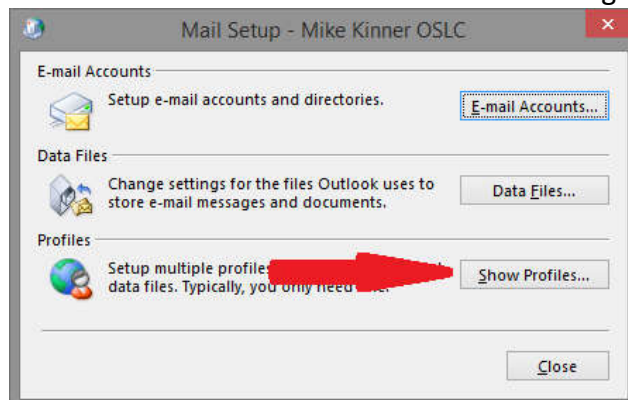 Mail Setup - Mike Kinner OSLC
E-mail Accounts
Setup e-mail accounts and directories.
E-mail Accounts...
Data Files
Change settings for the files Outlook uses to
store e-mail messages and documents.
Data Files...
Profiles
Setup multiple profiles
data files. Typically, you only need
Show Profiles...
Close